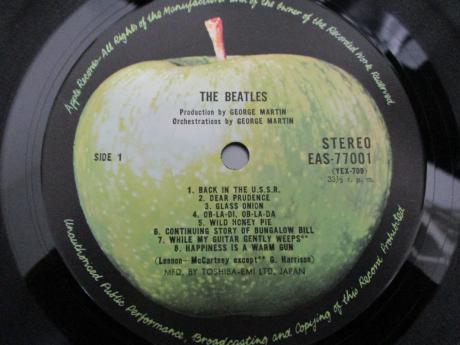 Apple Records–All Rights of the Manufacturer and of the Owner of the Recorded Work Reserved
THE BEATLES
Production by GEORGE MARTIN
Orchestrations by GEORGE MARTIN
SIDE 1
STEREO
EAS-77001
(YEX-709)
33⅓ r. p. m.
1. BACK IN THE U.S.S.R.
2. DEAR PRUDENCE
3. GLASS ONION
4. OB-LA-DI, OB-LA-DA
5. WILD HONEY PIE
6. CONTINUING STORY OF BUNGALOW BILL
7. WHILE MY GUITAR GENTLY WEEPS**
8. HAPPINESS IS A WARM GUN
(Lennon–McCartney except** G. Harrison)
MFD. BY TOSHIBA-EMI LTD. JAPAN
Unauthorised Public Performance, Broadcasting and Copying of this Record Prohibited